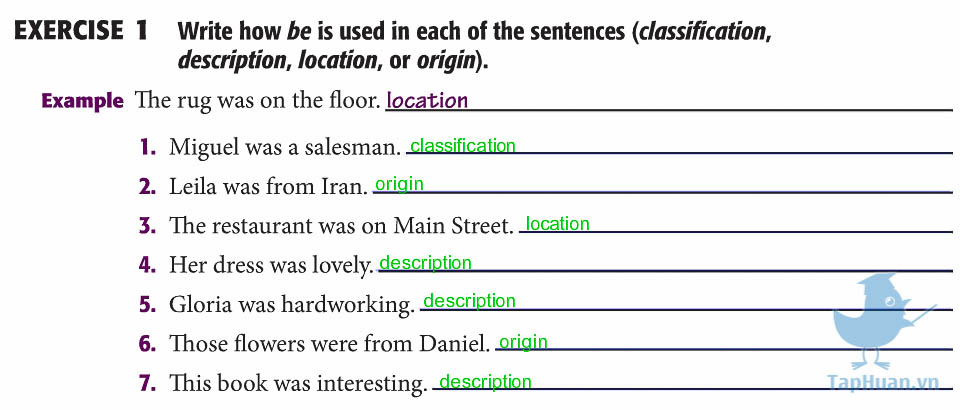 EXERCISE 1 Write how be is used in each of the sentences (classification,
description, location, or origin).
Example The rug was on the floor. location
1. Miguel was a salesman. classification
2. Leila was from Iran. origin
3. The restaurant was on Main Street. location
4. Her dress was lovely. description
5. Gloria was hardworking. description
6. Those flowers were from Daniel. origin
7. This book was interesting. description
TapHuan.vn